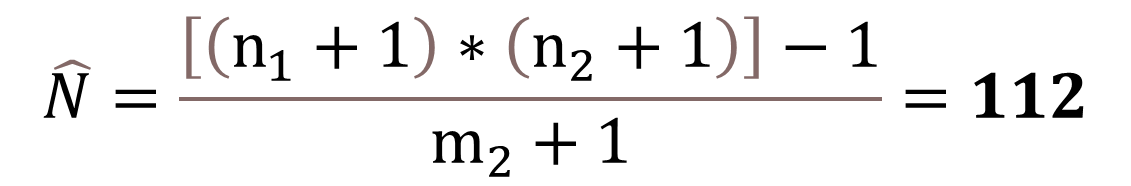 N̂ = [(n₁ + 1) * (n₂ + 1)] − 1 / m₂ + 1 = 112